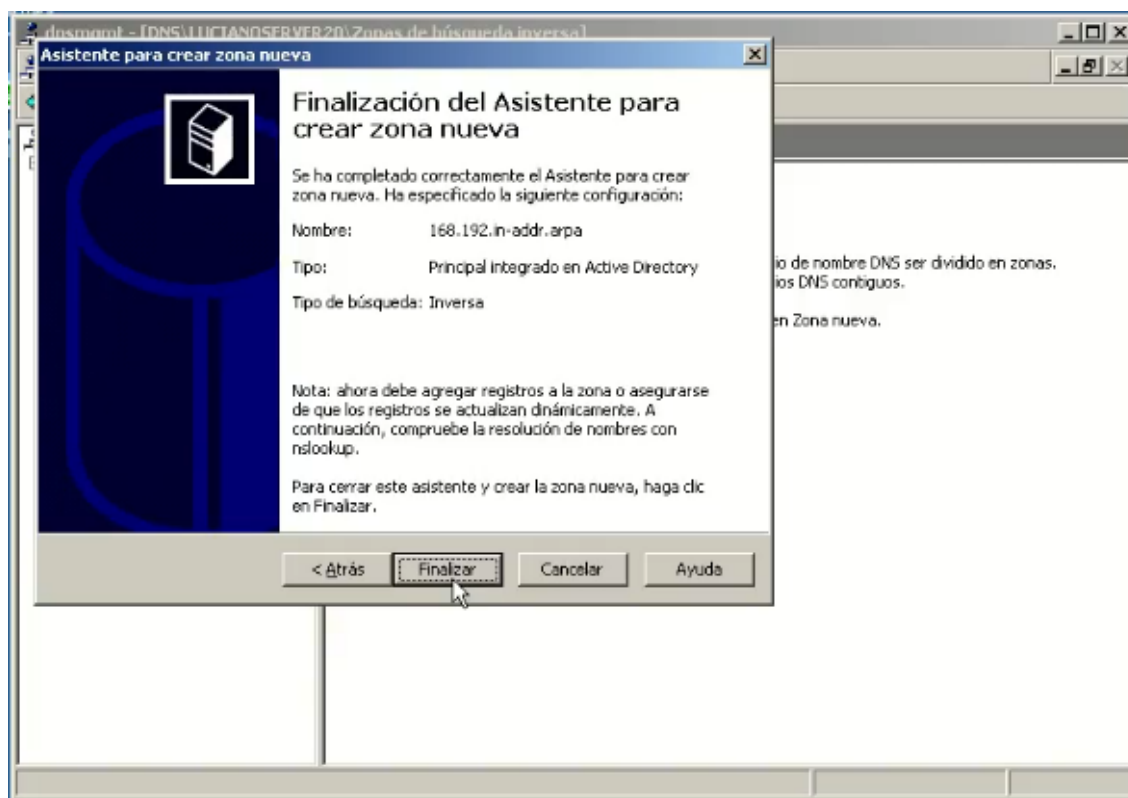 dnsmgmt - [DNS\LUCIANOSERVER20\Zonas de búsqueda inversa]
Asistente para crear zona nueva
Finalización del Asistente para
crear zona nueva
Se ha completado correctamente el Asistente para crear
zona nueva. Ha especificado la siguiente configuración:
Nombre: 168.192.in-addr.arpa
Tipo: Principal integrado en Active Directory
Tipo de búsqueda: Inversa
io de nombre DNS ser dividido en zonas.
ios DNS contiguos.
en Zona nueva.
Nota: ahora debe agregar registros a la zona o asegurarse
de que los registros se actualizan dinámicamente. A
continuación, compruebe la resolución de nombres con
nslookup.
Para cerrar este asistente y crear la zona nueva, haga clic
en Finalizar.
< Atrás
Finalizar
Cancelar
Ayuda